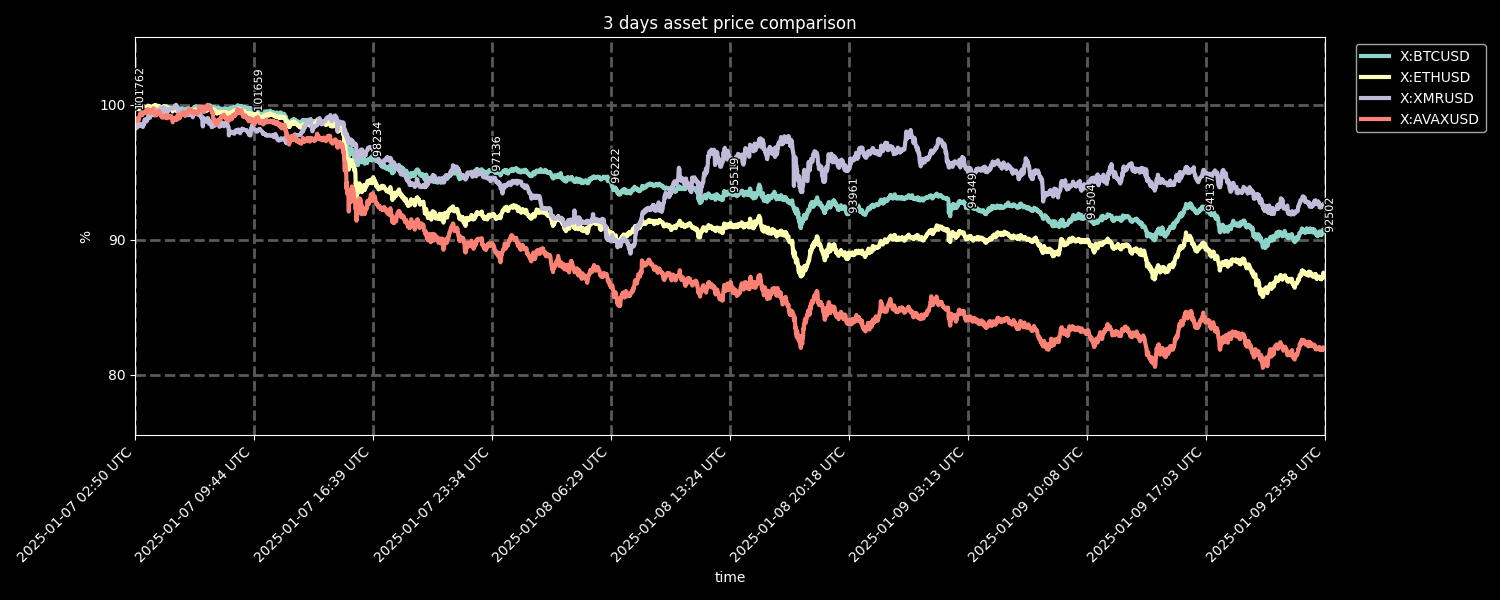 3 days asset price comparison
X:BTCUSD
X:ETHUSD
X:XMRUSD
X:AVAXUSD
%
100
90
80
101762
101659
98234
97136
96222
95519
93961
94349
93504
94137
92502
2025-01-07 02:50 UTC
2025-01-07 09:44 UTC
2025-01-07 16:39 UTC
2025-01-07 23:34 UTC
2025-01-08 06:29 UTC
2025-01-08 13:24 UTC
2025-01-08 20:18 UTC
2025-01-09 03:13 UTC
2025-01-09 10:08 UTC
2025-01-09 17:03 UTC
2025-01-09 23:58 UTC
time